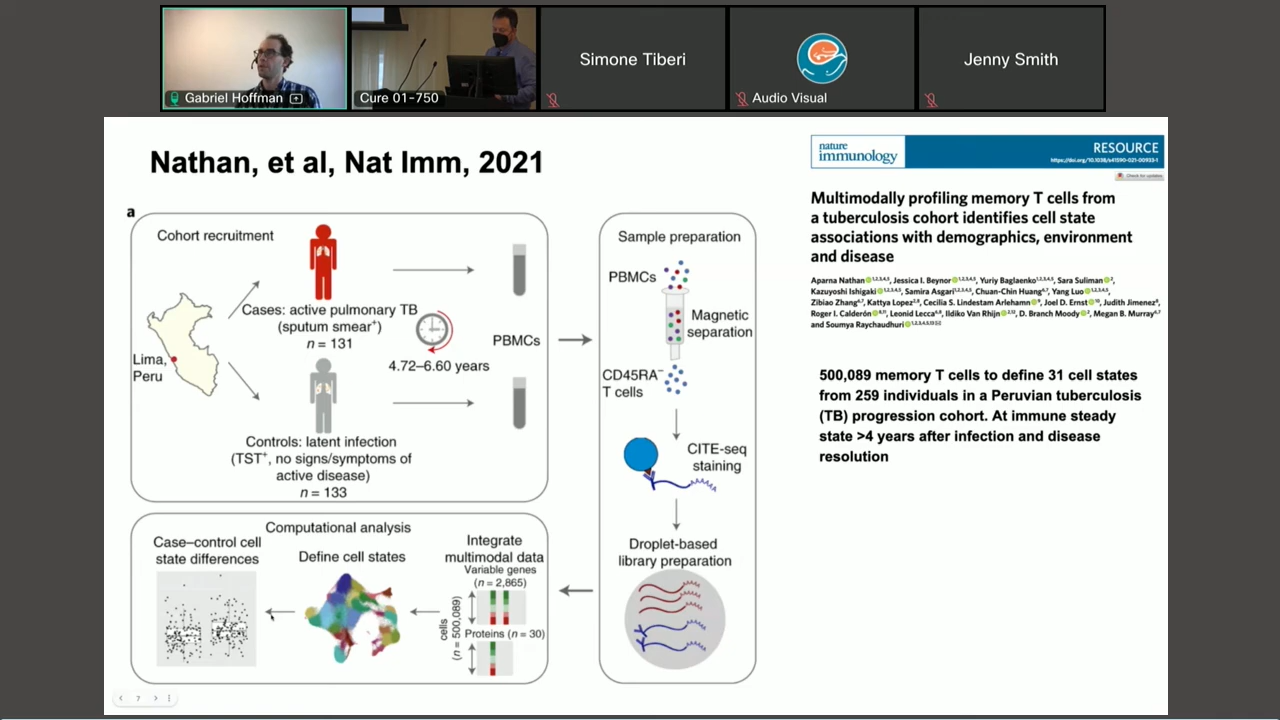 Gabriel Hoffman
Cure 01-750
Simone Tiberi
Audio Visual
Jenny Smith
Nathan, et al, Nat Imm, 2021
a
Cohort recruitment
Cases: active pulmonary TB
(sputum smear+)
n = 131
Lima,
Peru
4.72–6.60 years
PBMCs
Controls: latent infection
(TST+, no signs/symptoms of
active disease)
n = 133
Sample preparation
PBMCs
Magnetic
separation
CD45RA−
T cells
CITE-seq
staining
Droplet-based
library preparation
Computational analysis
Case–control cell
state differences
Define cell states
Integrate
multimodal data
Variable genes
(n = 2,865)
cells
(n = 500,089)
Proteins (n = 30)
nature
immunology
RESOURCE
https://doi.org/10.1038/s41590-021-00933-1
Check for updates
Multimodally profiling memory T cells from
a tuberculosis cohort identifies cell state
associations with demographics, environment
and disease
Aparna Nathan, Jessica I. Beynor, Yuriy Baglaenko, Sara Suliman,
Kazuyoshi Ishigaki, Samira Asgari, Chuan-Chin Huang, Yang Luo,
Zibiao Zhang, Kattya Lopez, Cecilia S. Lindestam Arlehamn, Joel D. Ernst, Judith Jimenez,
Roger I. Calderón, Leonid Lecca, Ildiko Van Rhijn, D. Branch Moody, Megan B. Murray
and Soumya Raychaudhuri
500,089 memory T cells to define 31 cell states
from 259 individuals in a Peruvian tuberculosis
(TB) progression cohort. At immune steady
state >4 years after infection and disease
resolution
7